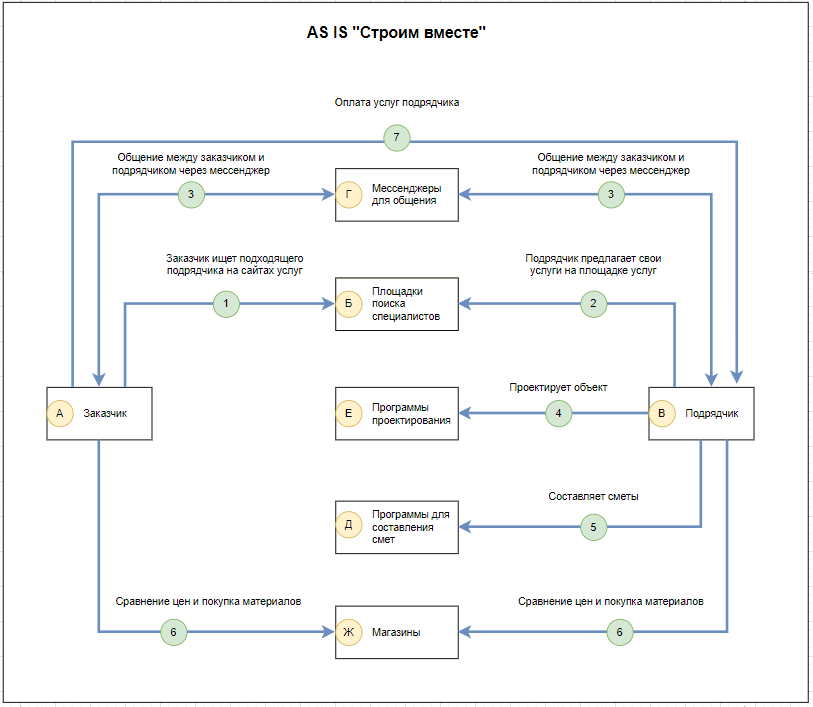 AS IS "Строим вместе"
Оплата услуг подрядчика
7
Общение между заказчиком и
подрядчиком через мессенджер
3
Общение между заказчиком и
подрядчиком через мессенджер
3
Г
Мессенджеры
для общения
Заказчик ищет подходящего
подрядчика на сайтах услуг
1
Подрядчик предлагает свои
услуги на площадке услуг
2
Б
Площадки
поиска
специалистов
А
Заказчик
Е
Программы
проектирования
Проектирует объект
4
В
Подрядчик
Д
Программы для
составления
смет
Составляет сметы
5
Сравнение цен и покупка материалов
6
Ж
Магазины
Сравнение цен и покупка материалов
6